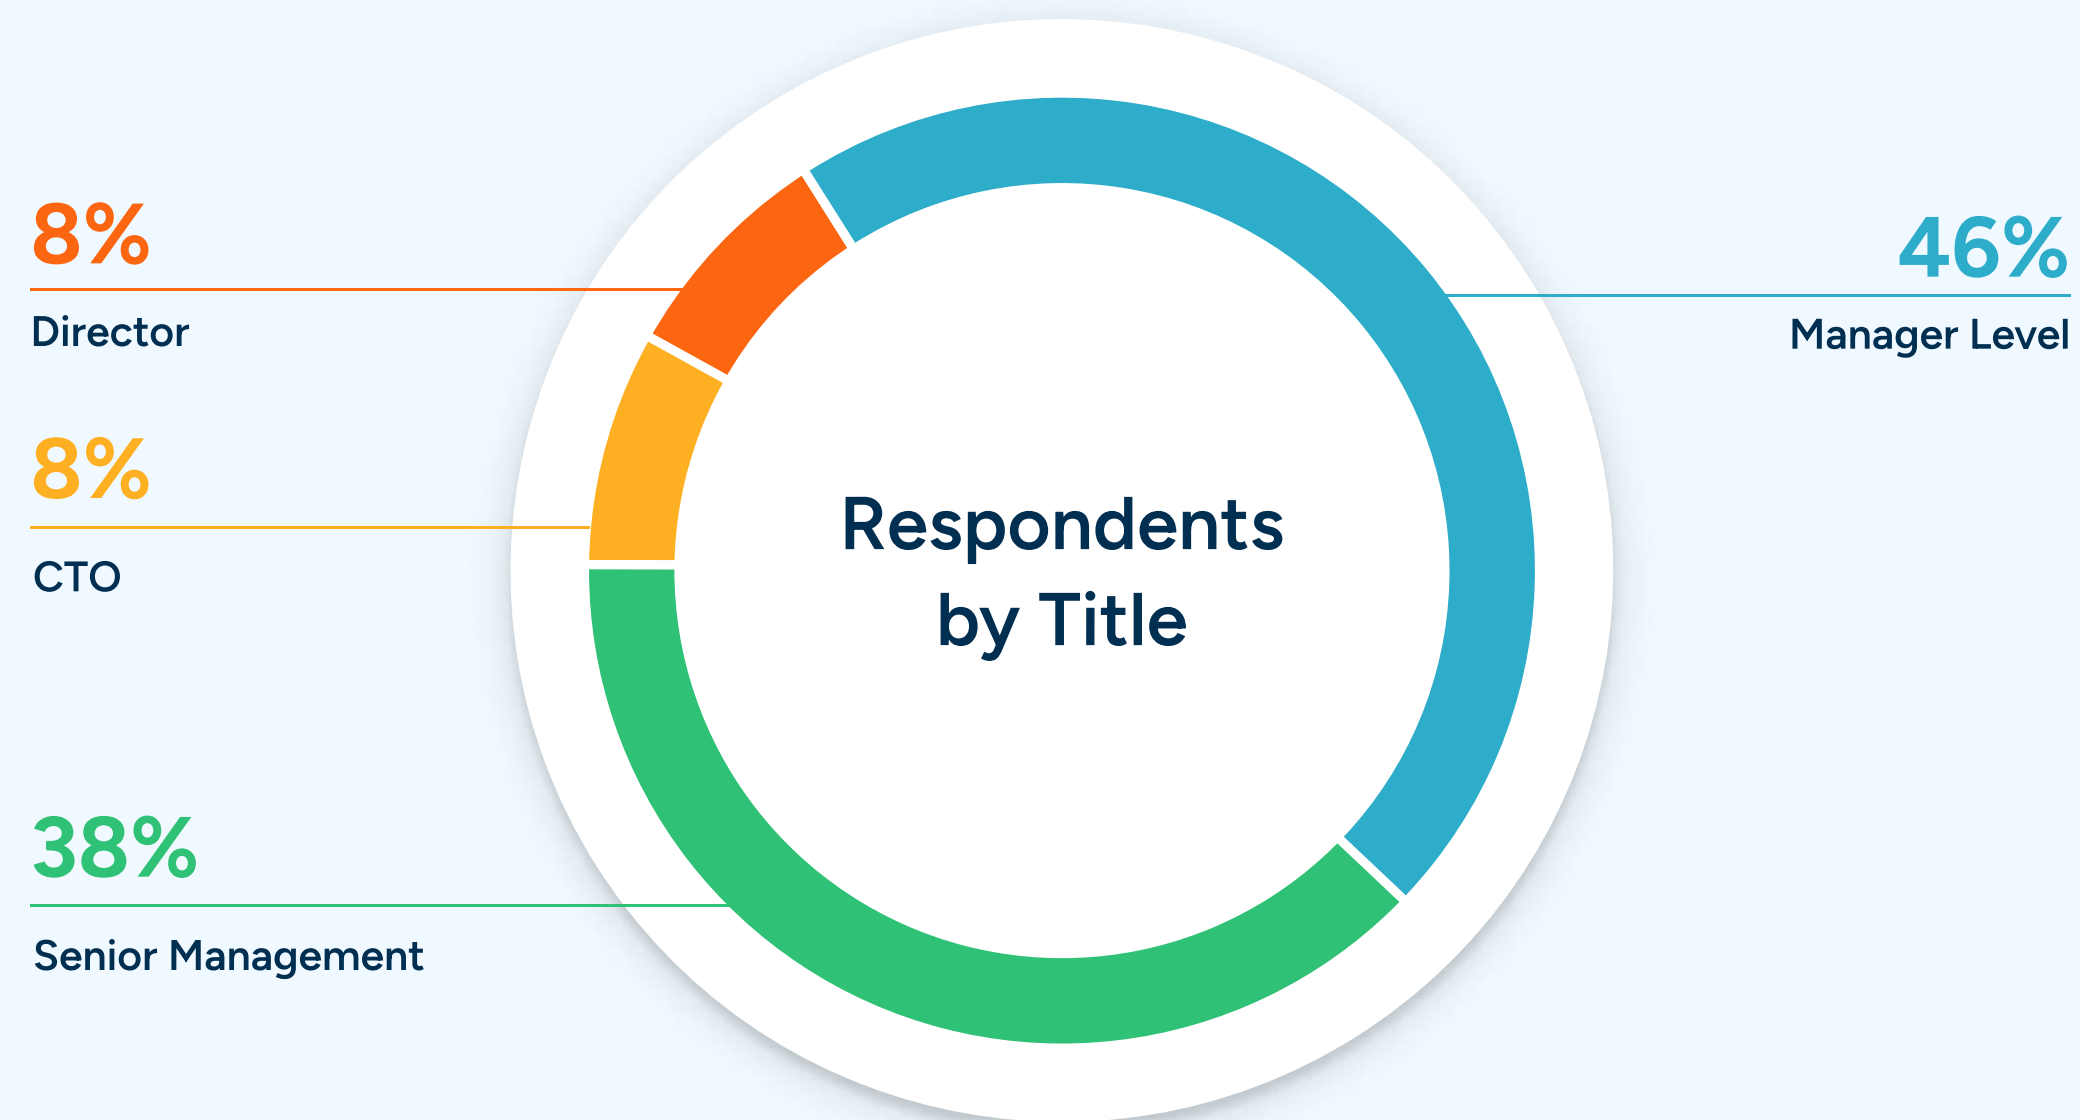 8%
Director
8%
CTO
38%
Senior Management
Respondents
by Title
46%
Manager Level